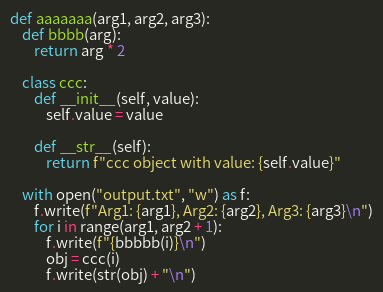 def aaaaaaa(arg1, arg2, arg3):
    def bbbb(arg):
        return arg * 2

    class ccc:
        def __init__(self, value):
            self.value = value

        def __str__(self):
            return f"ccc object with value: {self.value}"

    with open("output.txt", "w") as f:
        f.write(f"Arg1: {arg1}, Arg2: {arg2}, Arg3: {arg3}\n")
        for i in range(arg1, arg2 + 1):
            f.write(f"{bbbbb(i)}\n")
            obj = ccc(i)
            f.write(str(obj) + "\n")